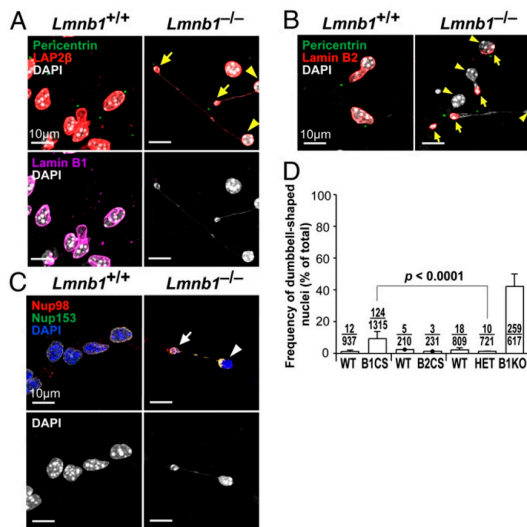 A
Lmnb1+/+
Lmnb1–/–
Pericentrin
LAP2β
DAPI
10μm
Lamin B1
DAPI
10μm
B
Lmnb1+/+
Lmnb1–/–
Pericentrin
Lamin B2
DAPI
10μm
C
Lmnb1+/+
Lmnb1–/–
Nup98
Nup153
DAPI
DAPI
D
Frequency of dumbbell-shaped
nuclei (% of total)
100
80
60
40
20
0
p < 0.0001
12
937
124
1315
5
210
3
231
18
809
10
721
259
617
WT B1CS WT B2CS WT HET B1KO